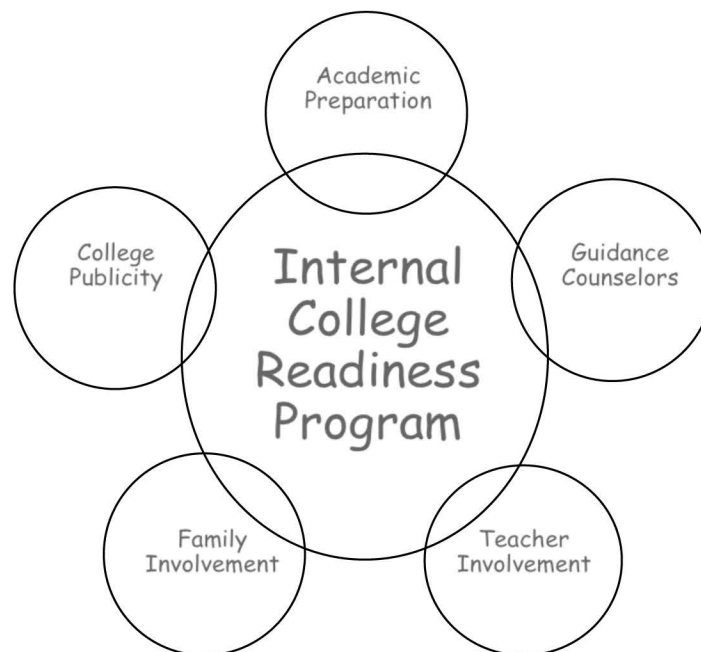 Academic
Preparation
College
Publicity
Internal
College
Readiness
Program
Guidance
Counselors
Family
Involvement
Teacher
Involvement